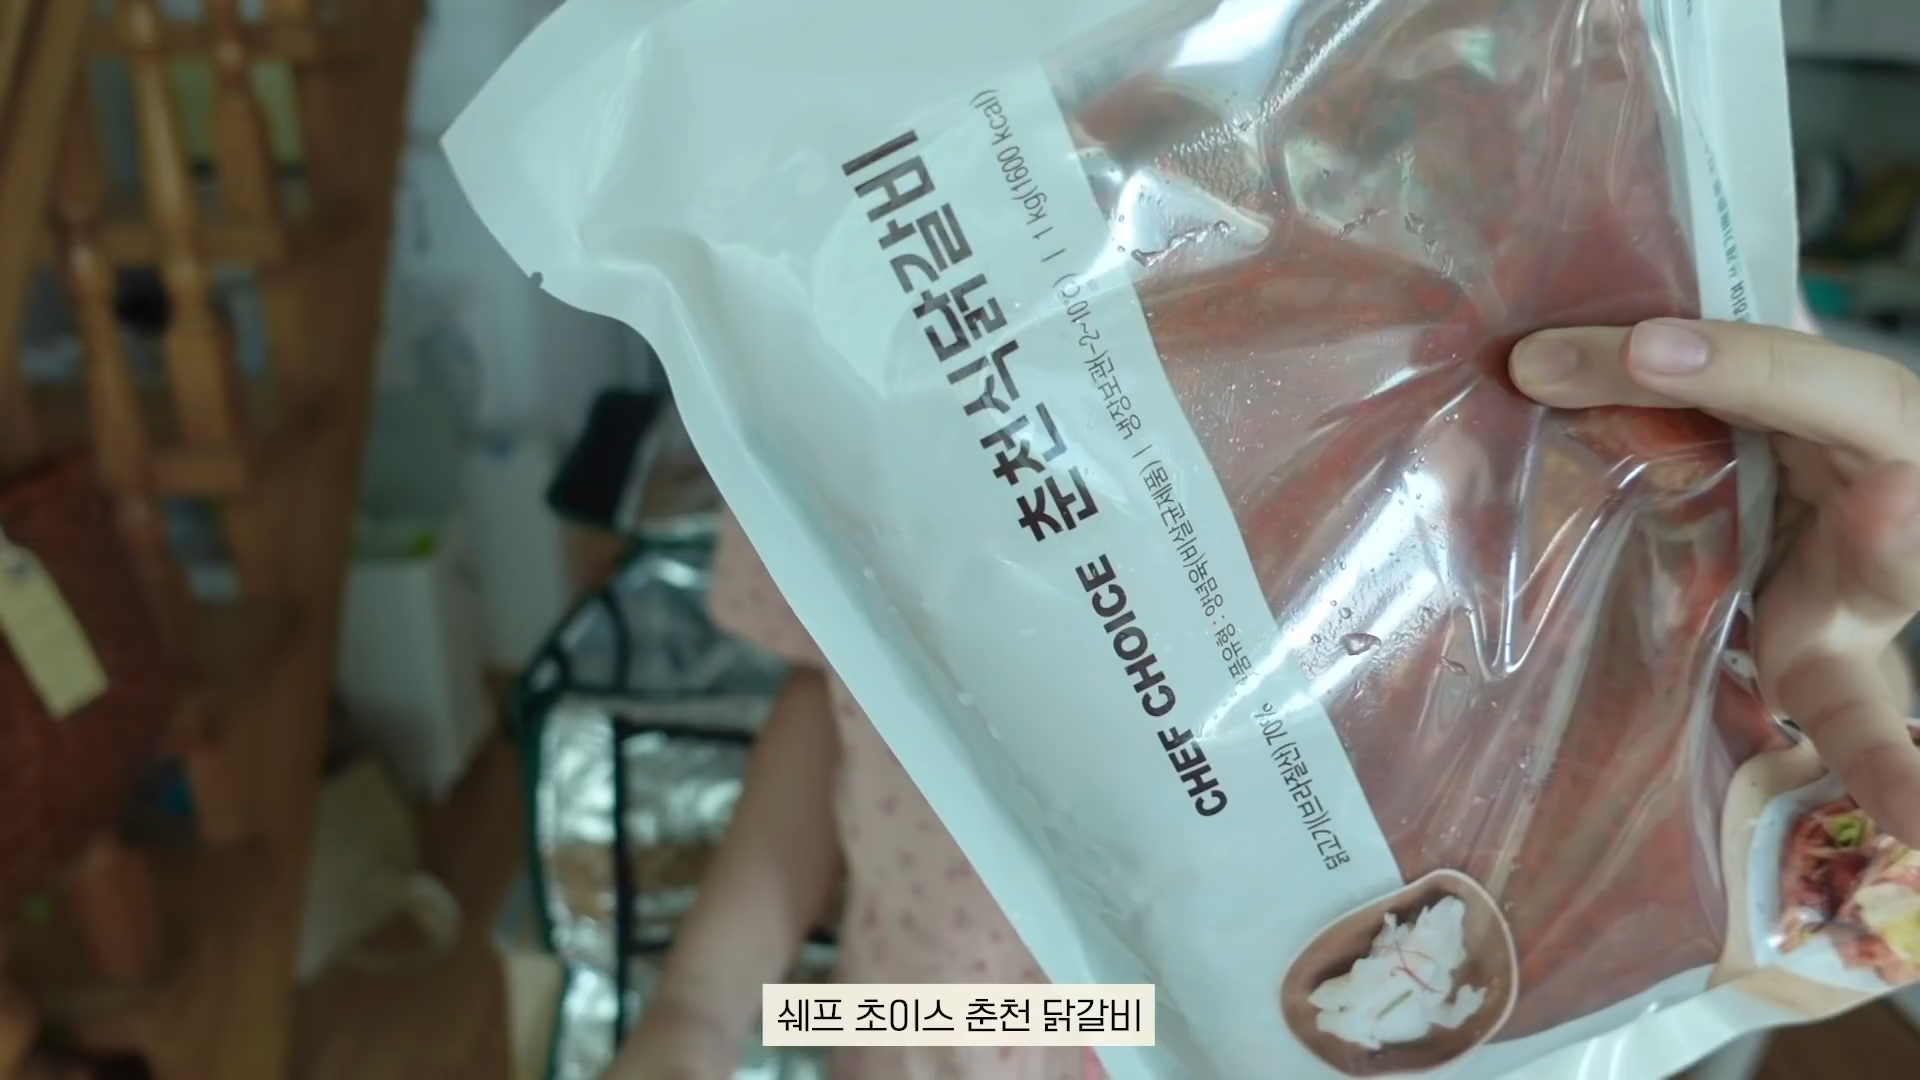 CHEF CHOICE 춘천식닭갈비
닭고기(브라질산) 70% 식품유형 : 양념육(비살균제품) | 냉장보관(-2~10℃) | 1 kg(1600 kcal)
쉐프 초이스 춘천 닭갈비